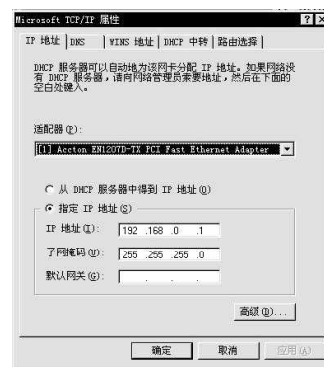 Microsoft TCP/IP 属性
IP 地址 DNS WINS 地址 DHCP 中转 路由选择
DHCP 服务器可以自动地为该网卡分配 IP 地址。如果网络没
有 DHCP 服务器，请向网络管理员索要地址，然后在下面的
空白处键入。
适配器(P):
[1] Accton EN1207D-TX PCI Fast Ethernet Adapter
从 DHCP 服务器中得到 IP 地址(O)
指定 IP 地址(S)
IP 地址(I): 192 .168 .0 .1
子网掩码(U): 255 .255 .255 .0
默认网关(G): . . .
高级(D)...
确定 取消 应用(A)